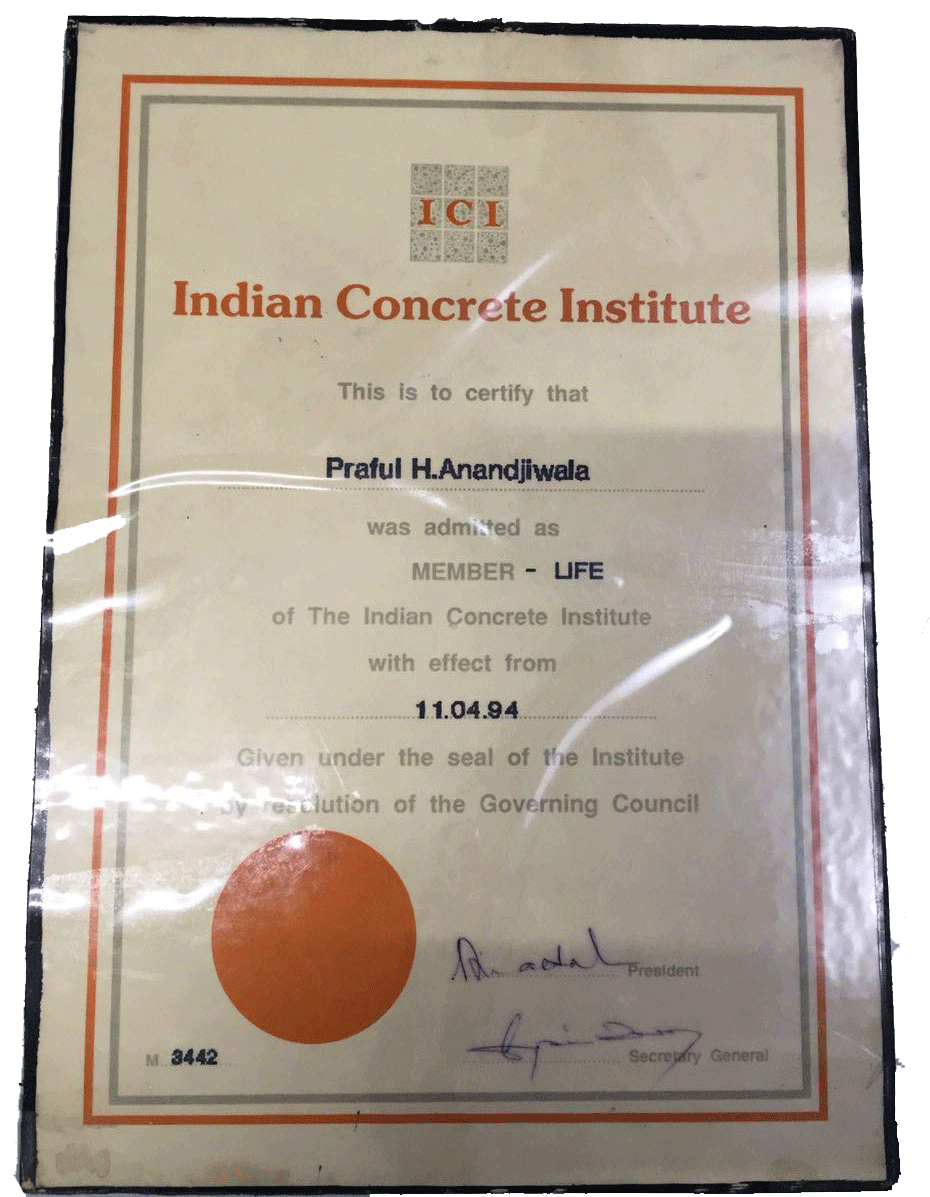 ICI
Indian Concrete Institute
This is to certify that
Praful H.Anandjiwala
was admitted as
MEMBER - LIFE
of The Indian Concrete Institute
with effect from
11.04.94
Given under the seal of the Institute
by resolution of the Governing Council
President
Secretary General
M 3442